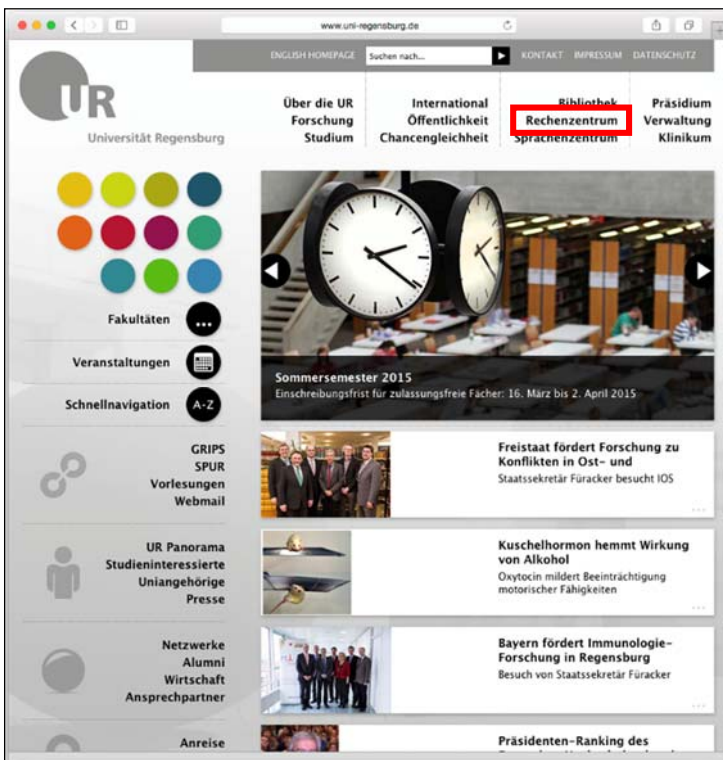 www.uni-regensburg.de
ENGLISH HOMEPAGE
Suchen nach...
KONTAKT IMPRESSUM DATENSCHUTZ
UR
Universität Regensburg
Über die UR
Forschung
Studium
International
Öffentlichkeit
Chancengleichheit
Bibliothek
Rechenzentrum
Sprachenzentrum
Präsidium
Verwaltung
Klinikum
Fakultäten
...
Veranstaltungen
Schnellnavigation
A-Z
Sommersemester 2015
Einschreibungsfrist für zulassungsfreie Fächer: 16. März bis 2. April 2015
GRIPS
SPUR
Vorlesungen
Webmail
UR Panorama
Studieninteressierte
Uniangehörige
Presse
Netzwerke
Alumni
Wirtschaft
Ansprechpartner
Anreise
Freistaat fördert Forschung zu
Konflikten in Ost- und
Staatssekretär Füracker besucht IOS
...
Kuschelhormon hemmt Wirkung
von Alkohol
Oxytocin mildert Beeinträchtigung
motorischer Fähigkeiten
...
Bayern fördert Immunologie-
Forschung in Regensburg
Besuch von Staatssekretär Füracker
...
Präsidenten-Ranking des